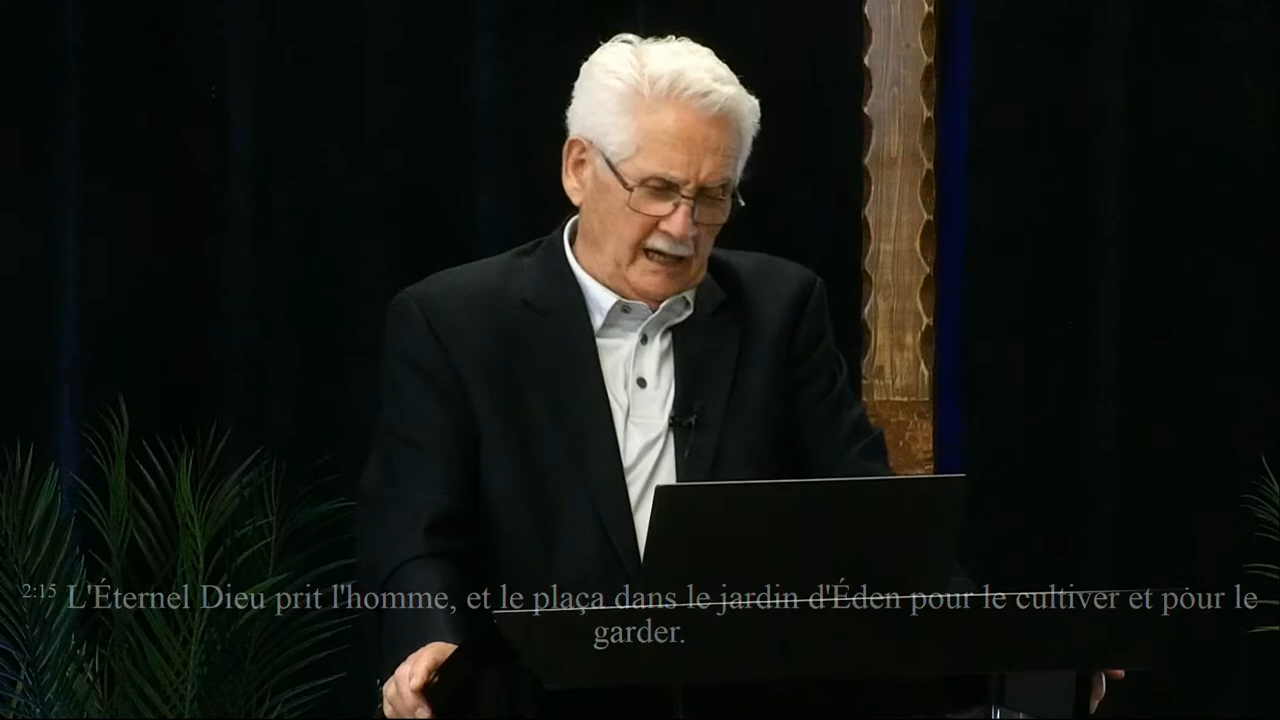 2:15 L'Éternel Dieu prit l'homme, et le plaça dans le jardin d'Éden pour le cultiver et pour le
garder.